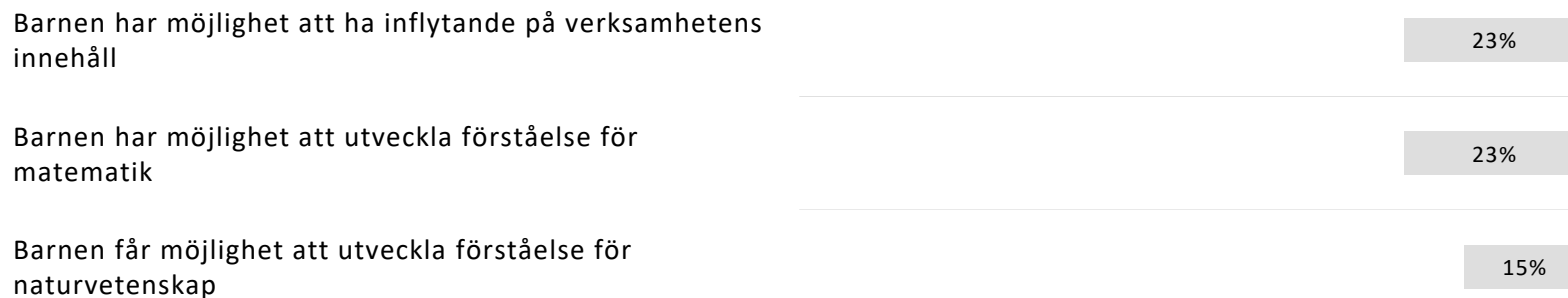 Barnen har möjlighet att ha inflytande på verksamhetens
innehåll
23%
Barnen har möjlighet att utveckla förståelse för
matematik
23%
Barnen får möjlighet att utveckla förståelse för
naturvetenskap
15%